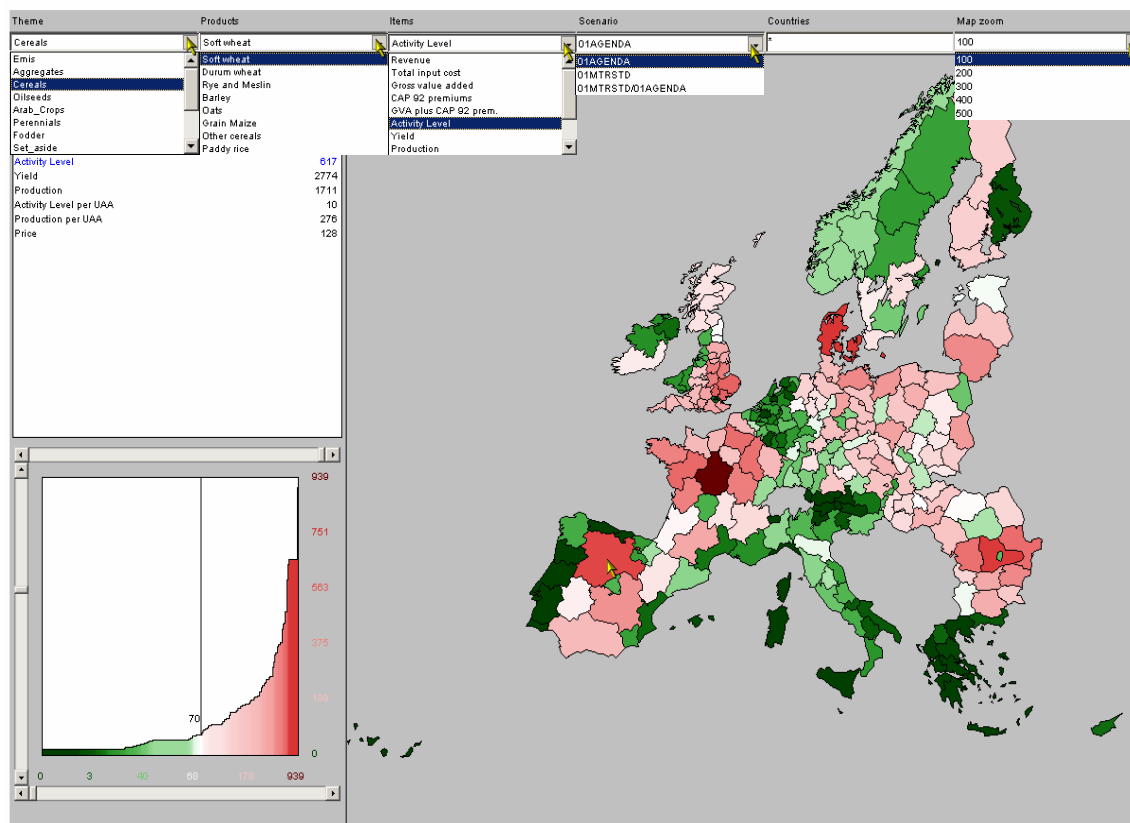 Theme Products Items Scenario Countries Map zoom
Cereals Soft wheat Activity Level 01AGENDA * 100
Emis Soft wheat Revenue 01AGENDA 100
Aggregates Durum wheat Total input cost 01MTRSTD 200
Cereals Rye and Meslin Gross value added 01MTRSTD/01AGENDA 300
Oilseeds Barley CAP 92 premiums 400
Arab_Crops Oats GVA plus CAP 92 prem. 500
Perennials Grain Maize Activity Level
Fodder Other cereals Yield
Set_aside Paddy rice Production
Activity Level 617
Yield 2774
Production 1711
Activity Level per UAA 10
Production per UAA 276
Price 128
939
751
563
375
70
0
0 3 40 68 178 939